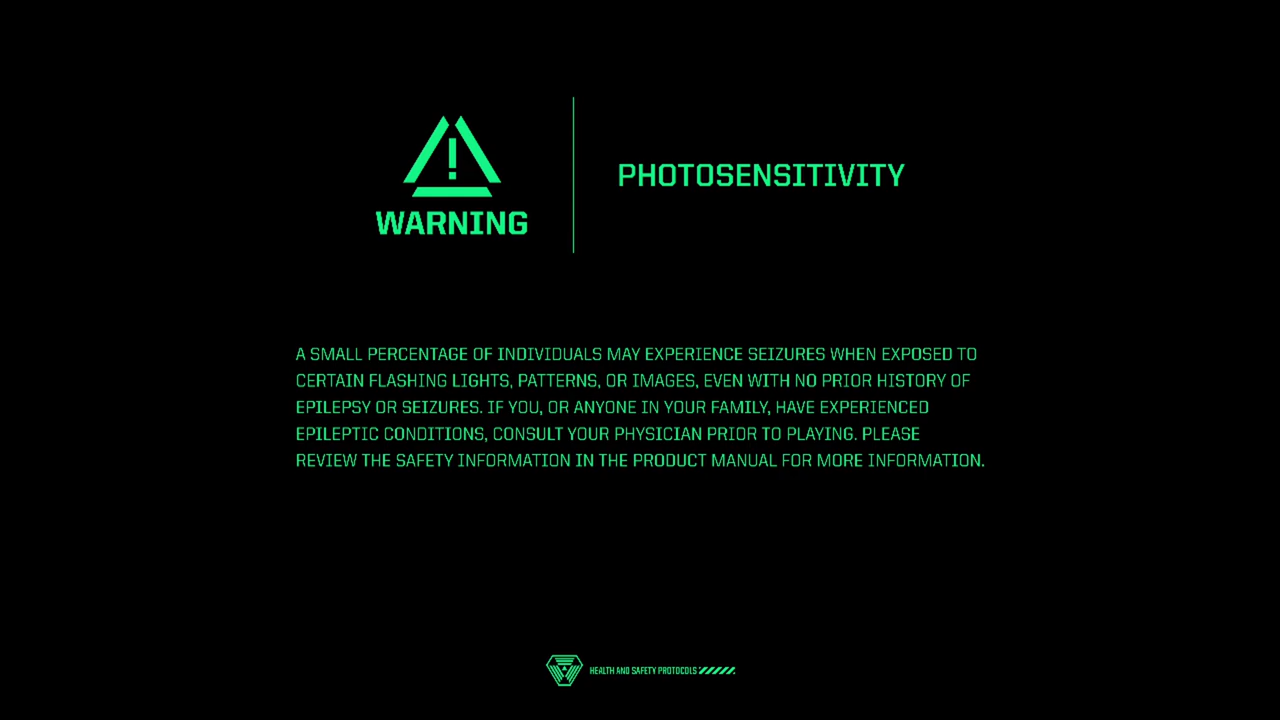 WARNING
PHOTOSENSITIVITY
A SMALL PERCENTAGE OF INDIVIDUALS MAY EXPERIENCE SEIZURES WHEN EXPOSED TO
CERTAIN FLASHING LIGHTS, PATTERNS, OR IMAGES, EVEN WITH NO PRIOR HISTORY OF
EPILEPSY OR SEIZURES. IF YOU, OR ANYONE IN YOUR FAMILY, HAVE EXPERIENCED
EPILEPTIC CONDITIONS, CONSULT YOUR PHYSICIAN PRIOR TO PLAYING. PLEASE
REVIEW THE SAFETY INFORMATION IN THE PRODUCT MANUAL FOR MORE INFORMATION.
HEALTH AND SAFETY PROTOCOLS